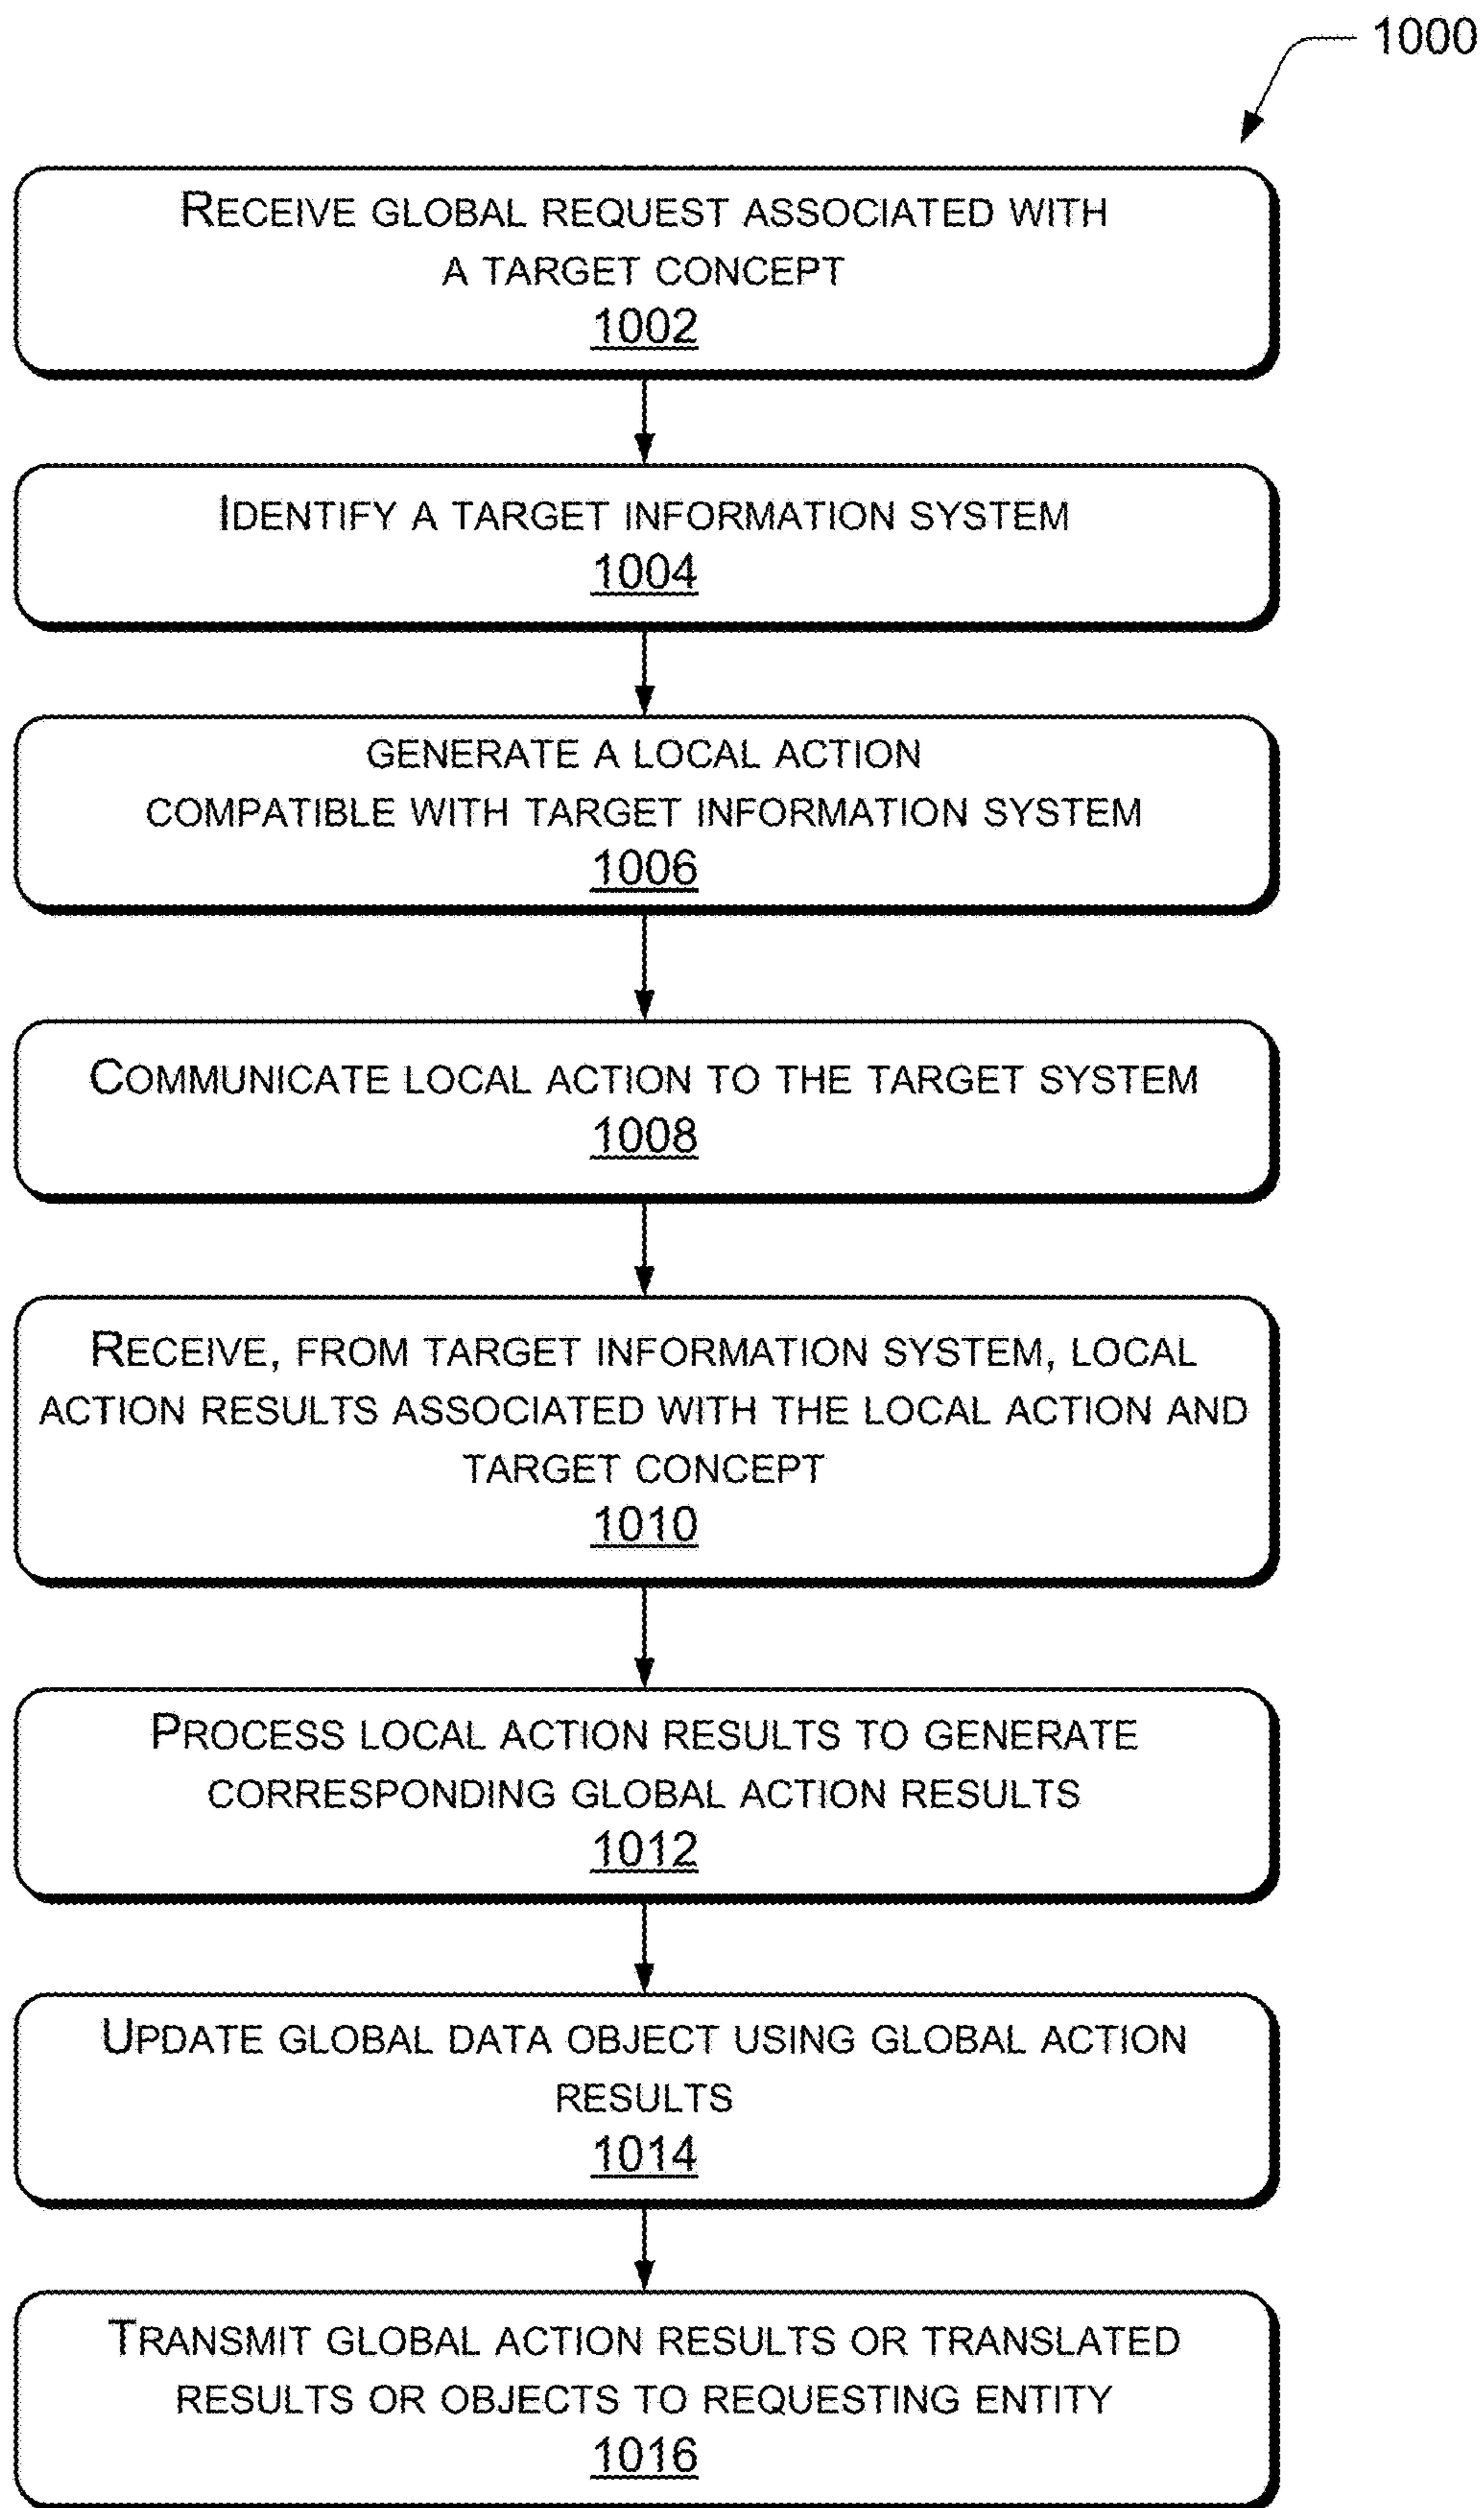 1000
RECEIVE GLOBAL REQUEST ASSOCIATED WITH
A TARGET CONCEPT
1002
IDENTIFY A TARGET INFORMATION SYSTEM
1004
GENERATE A LOCAL ACTION
COMPATIBLE WITH TARGET INFORMATION SYSTEM
1006
COMMUNICATE LOCAL ACTION TO THE TARGET SYSTEM
1008
RECEIVE, FROM TARGET INFORMATION SYSTEM, LOCAL
ACTION RESULTS ASSOCIATED WITH THE LOCAL ACTION AND
TARGET CONCEPT
1010
PROCESS LOCAL ACTION RESULTS TO GENERATE
CORRESPONDING GLOBAL ACTION RESULTS
1012
UPDATE GLOBAL DATA OBJECT USING GLOBAL ACTION
RESULTS
1014
TRANSMIT GLOBAL ACTION RESULTS OR TRANSLATED
RESULTS OR OBJECTS TO REQUESTING ENTITY
1016